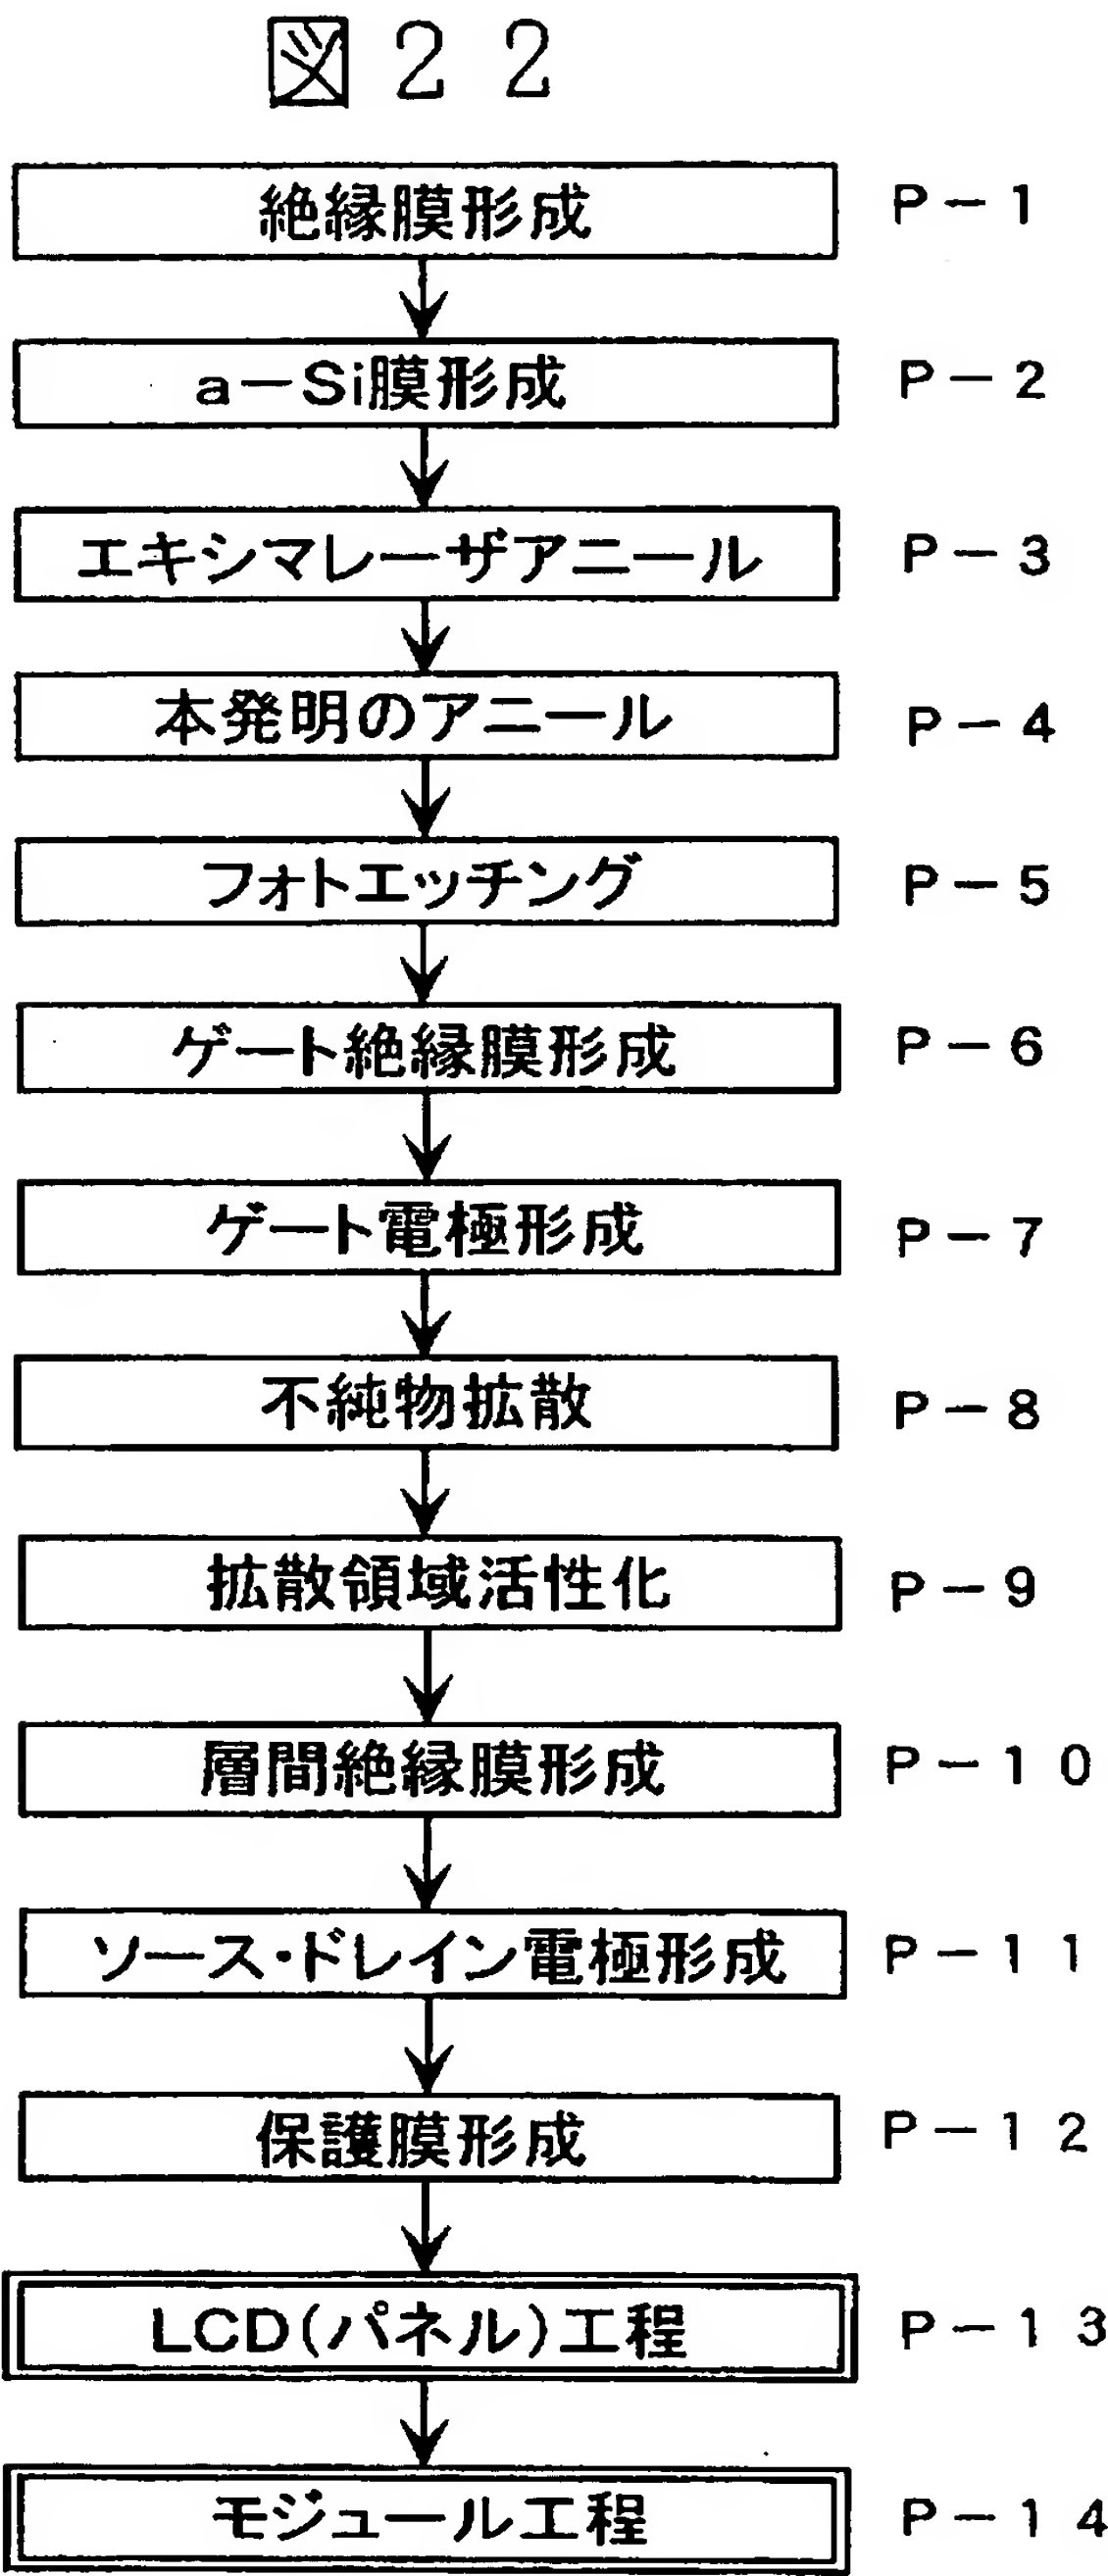 図２２
絶縁膜形成 P－1
a－Si膜形成 P－2
エキシマレーザアニール P－3
本発明のアニール P－4
フォトエッチング P－5
ゲート絶縁膜形成 P－6
ゲート電極形成 P－7
不純物拡散 P－8
拡散領域活性化 P－9
層間絶縁膜形成 P－10
ソース・ドレイン電極形成 P－11
保護膜形成 P－12
LCD(パネル)工程 P－13
モジュール工程 P－14